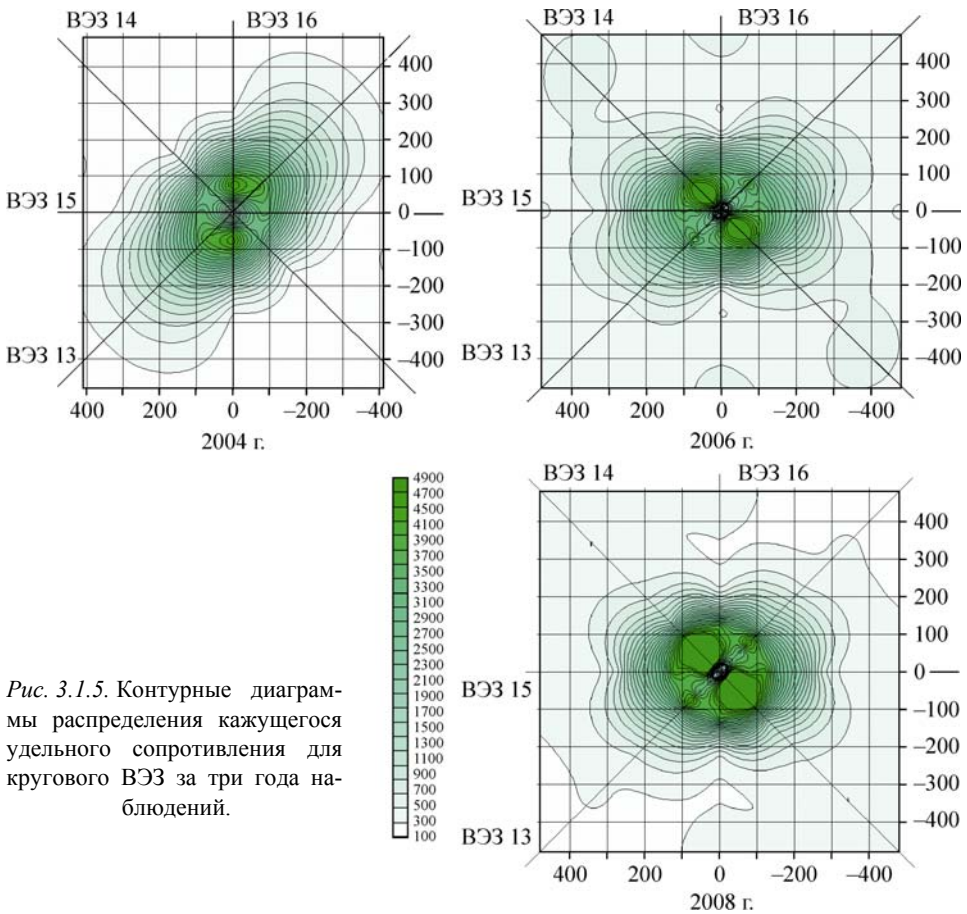 ВЭЗ 14
ВЭЗ 16
400
300
200
100
0
–100
–200
–300
–400
ВЭЗ 15
ВЭЗ 13
400 200 0 –200 –400
2004 г.
ВЭЗ 14
ВЭЗ 16
400
300
200
100
0
–100
–200
–300
–400
ВЭЗ 15
ВЭЗ 13
400 200 0 –200 –400
2006 г.
4900
4700
4500
4100
3900
3700
3500
3300
3100
2900
2700
2300
2100
1900
1700
1500
1300
1100
900
700
500
300
100
ВЭЗ 14
ВЭЗ 16
400
300
200
100
0
–100
–200
–300
–400
ВЭЗ 15
ВЭЗ 13
400 200 0 –200 –400
2008 г.
Рис. 3.1.5. Контурные диаграм-
мы распределения кажущегося
удельного сопротивления для
кругового ВЭЗ за три года на-
блюдений.